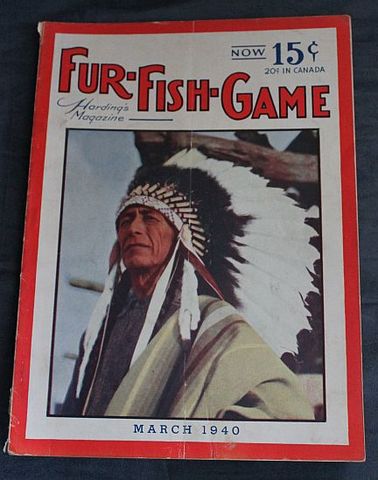 NOW 15¢
20¢ IN CANADA
FUR-FISH-GAME
Harding's
Magazine
MARCH 1940